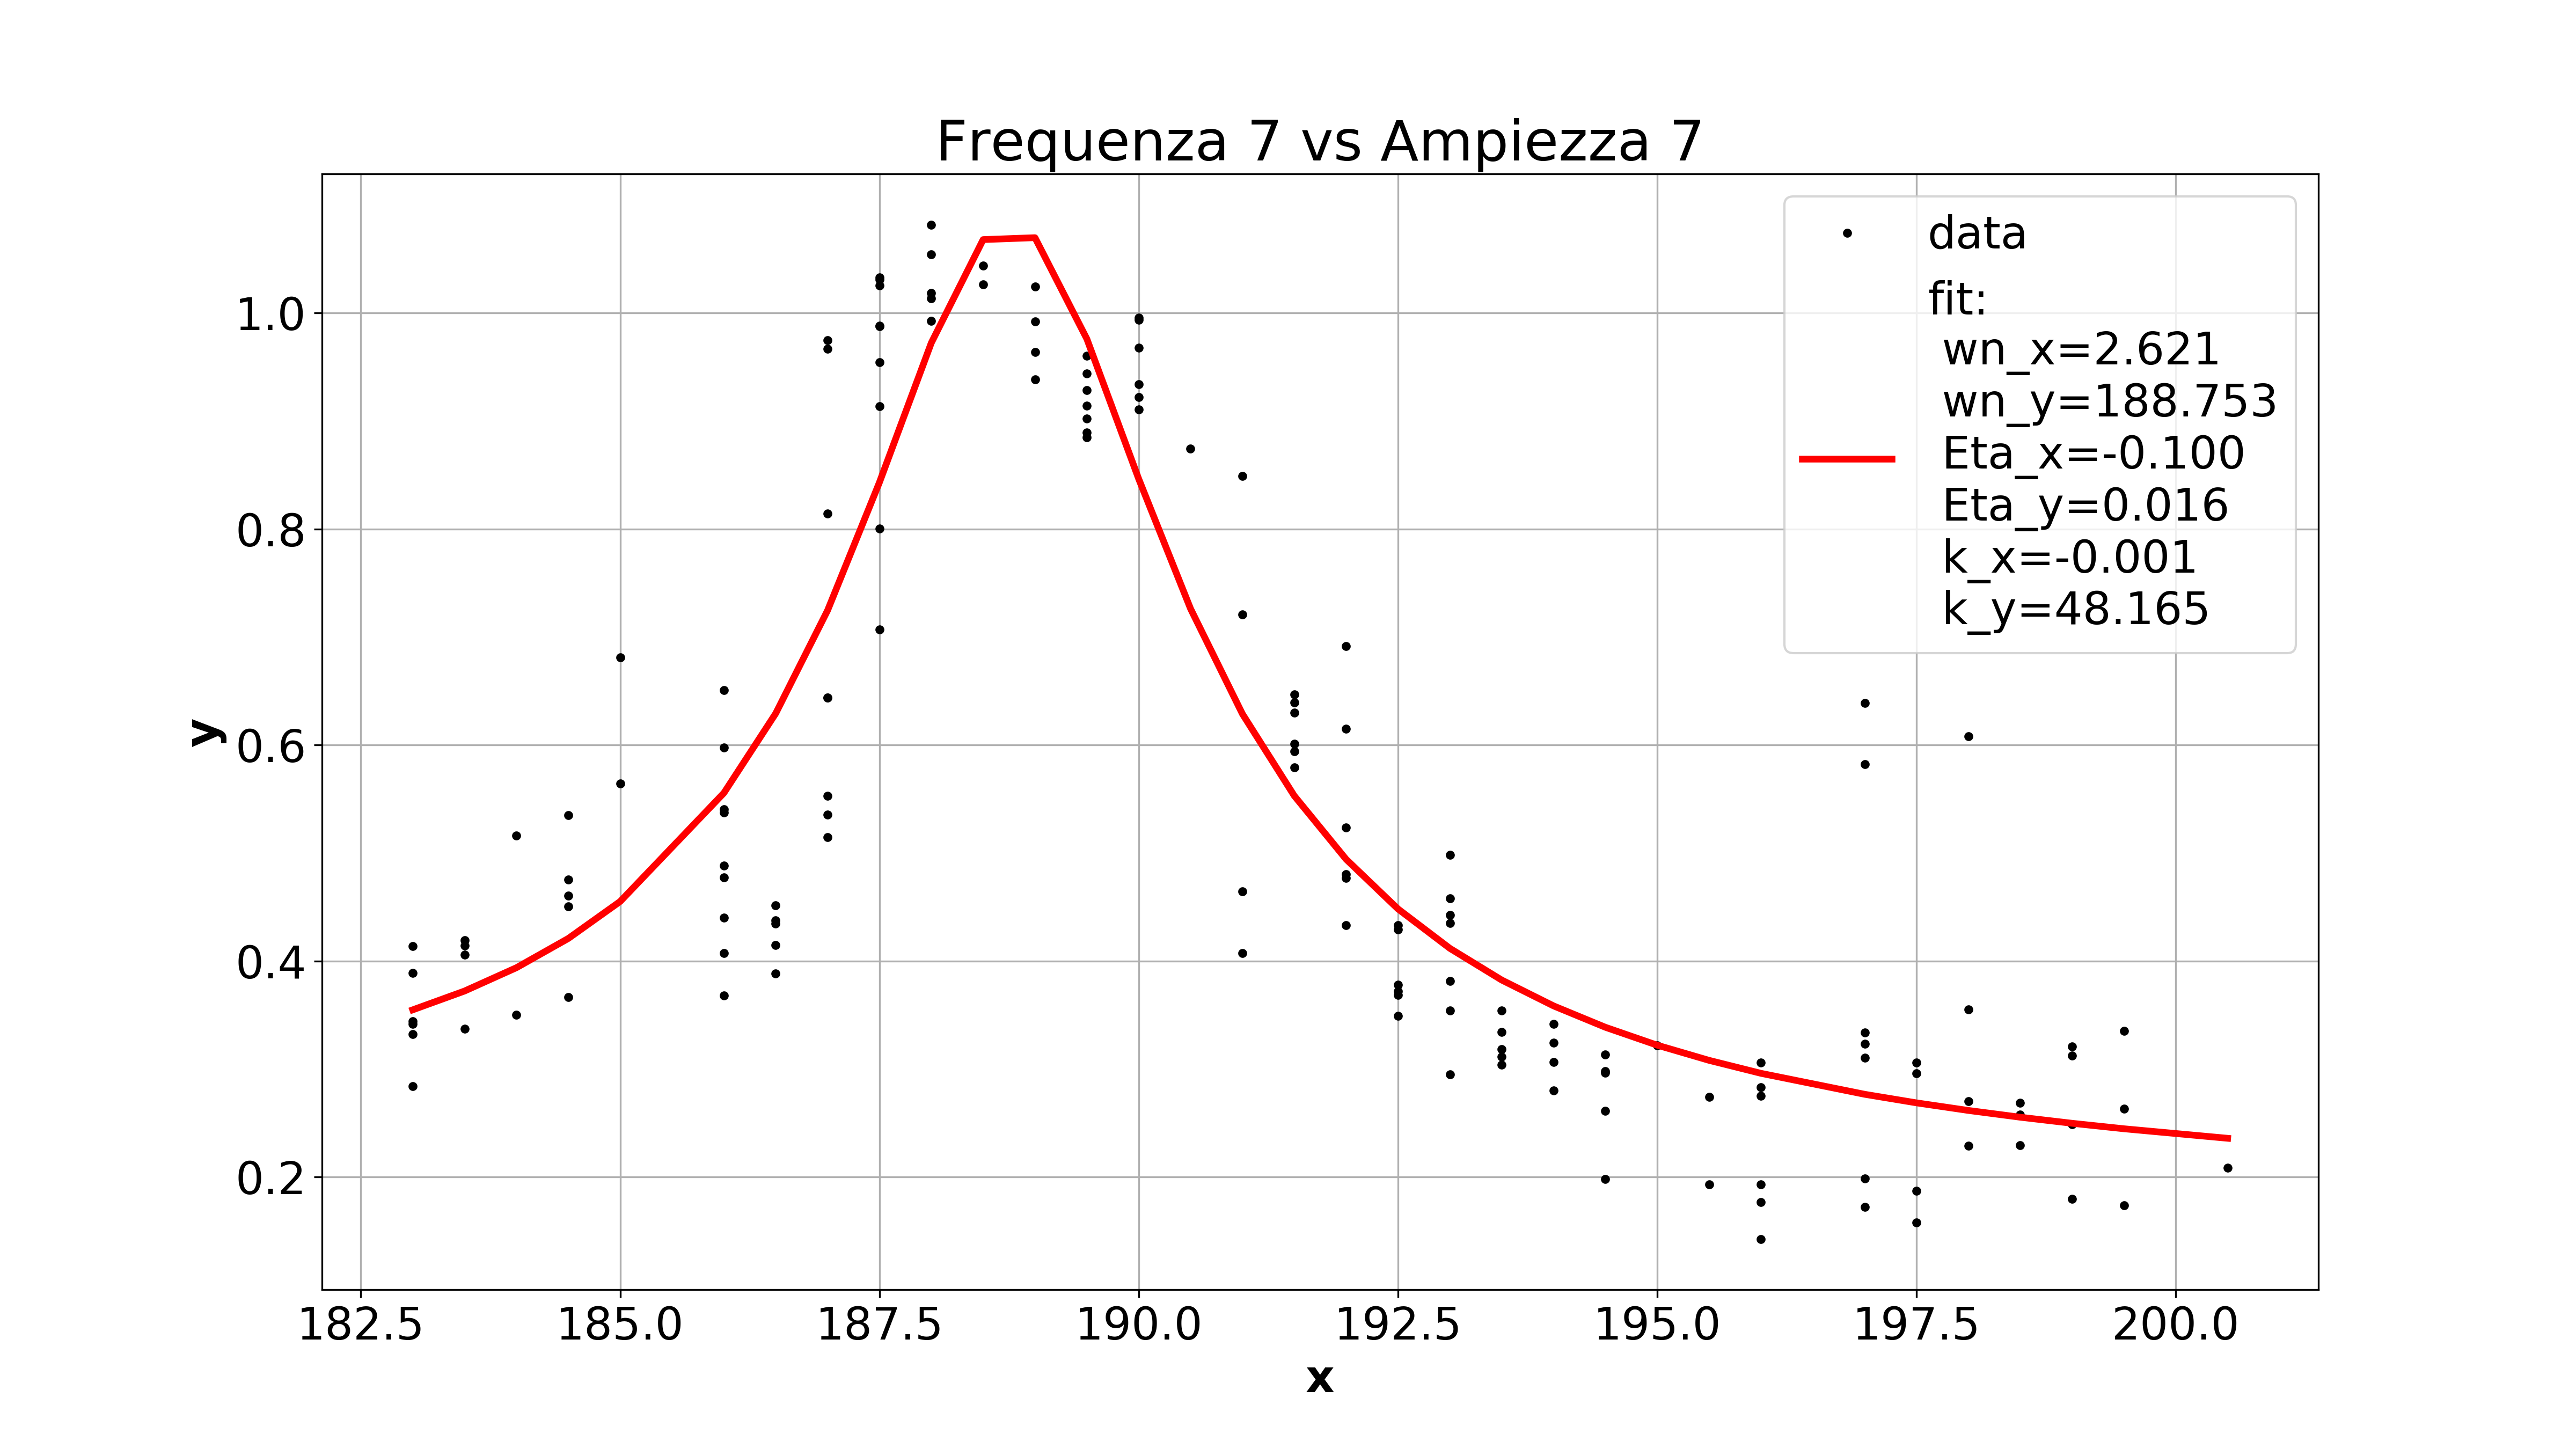 Frequenza 7 vs Ampiezza 7
data
fit:
wn_x=2.621
wn_y=188.753
Eta_x=-0.100
Eta_y=0.016
k_x=-0.001
k_y=48.165
1.0
0.8
0.6
0.4
0.2
y
182.5 185.0 187.5 190.0 192.5 195.0 197.5 200.0
x